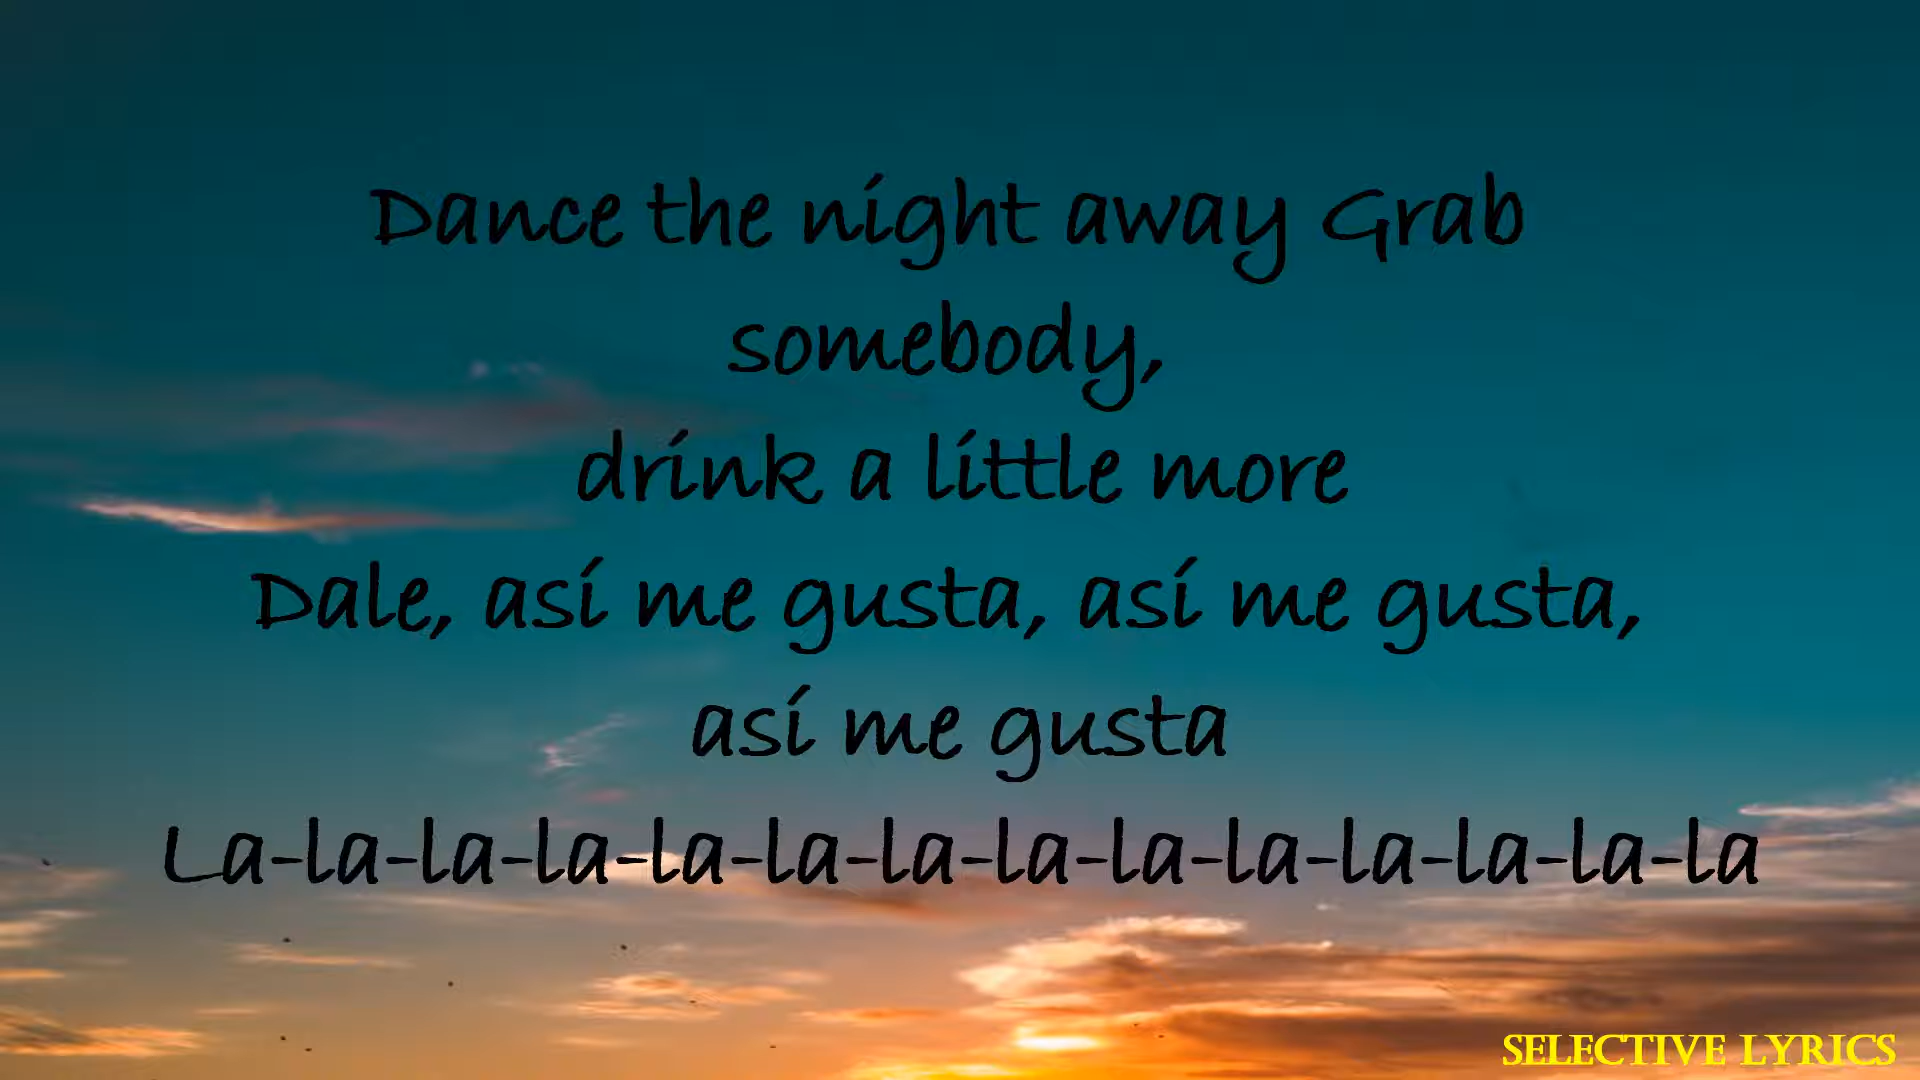 Dance the night away Grab
somebody,
drink a little more
Dale, así me gusta, así me gusta,
así me gusta
La-la-la-la-la-la-la-la-la-la-la-la-la-la
SELECTIVE LYRICS